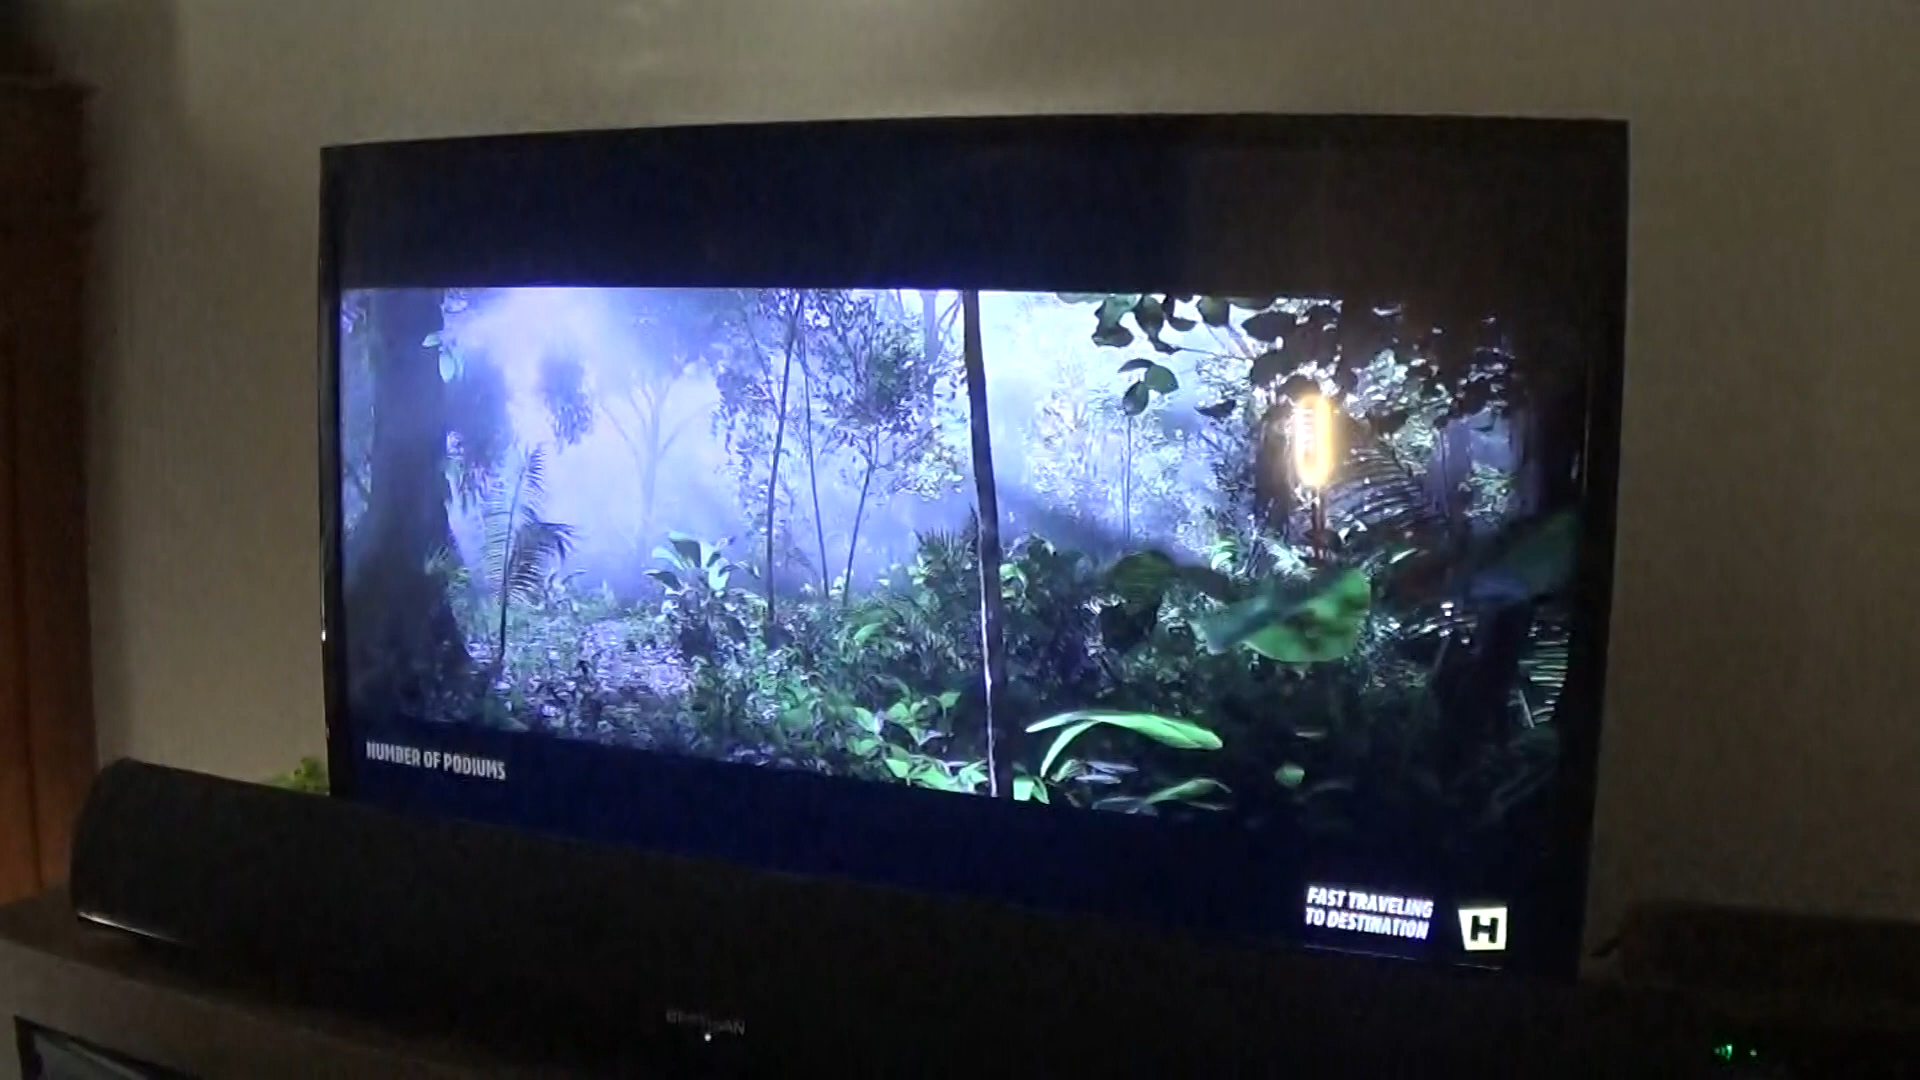 NUMBER OF PODIUMS
FAST TRAVELING
TO DESTINATION
H